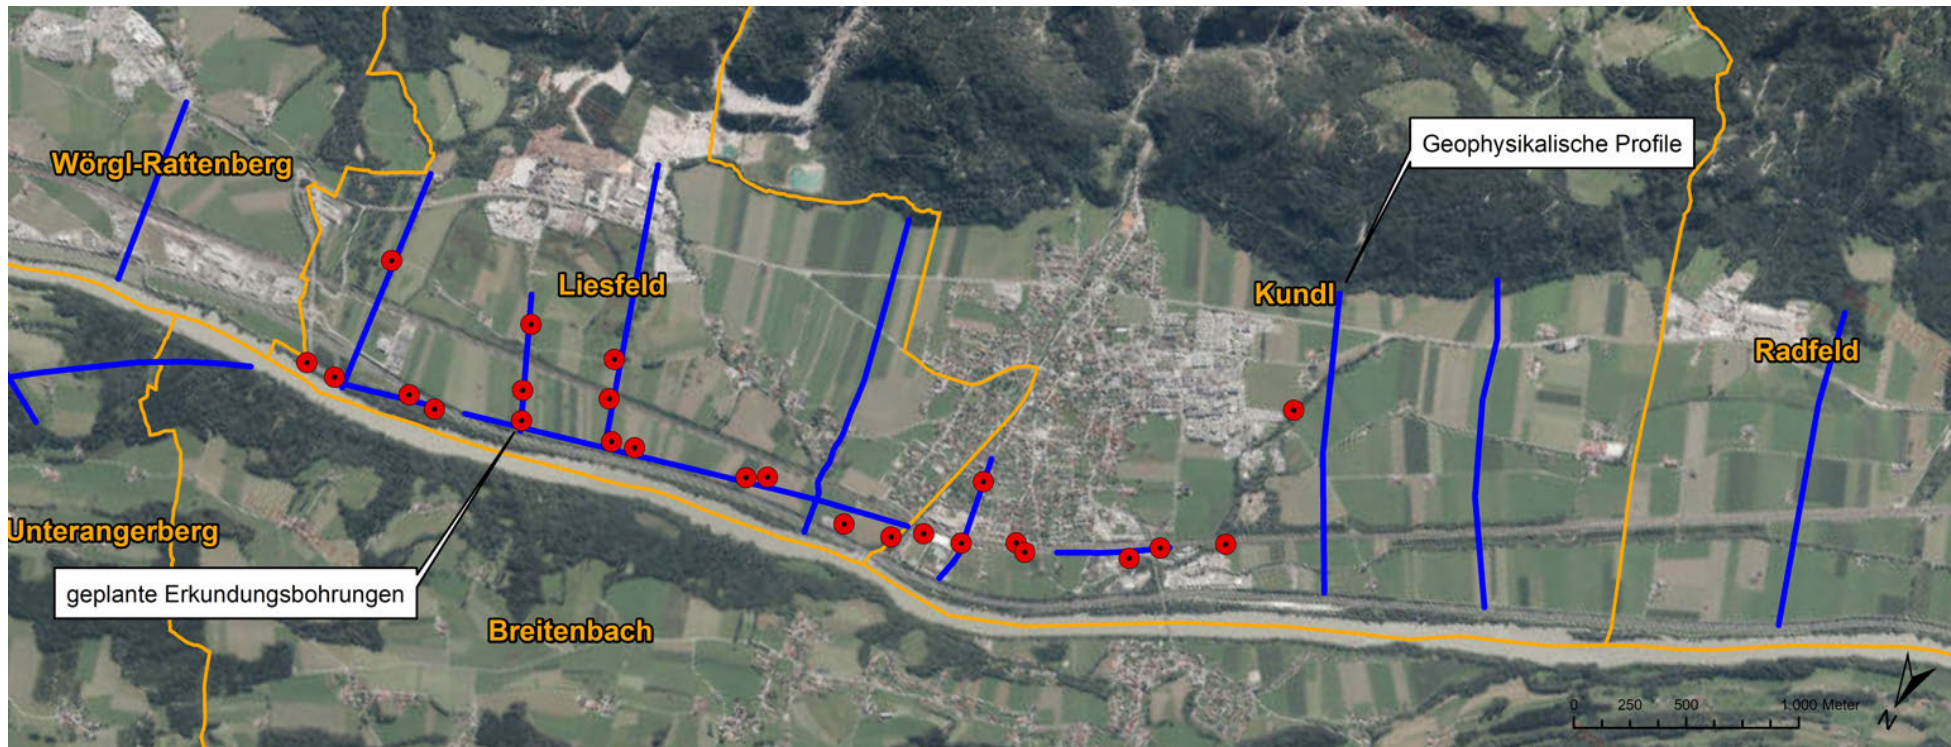 Geophysikalische Profile
Wörgl-Rattenberg
Liesfeld
Kundl
Radfeld
Unterangerberg
geplante Erkundungsbohrungen
Breitenbach
0 250 500 1.000 Meter
N